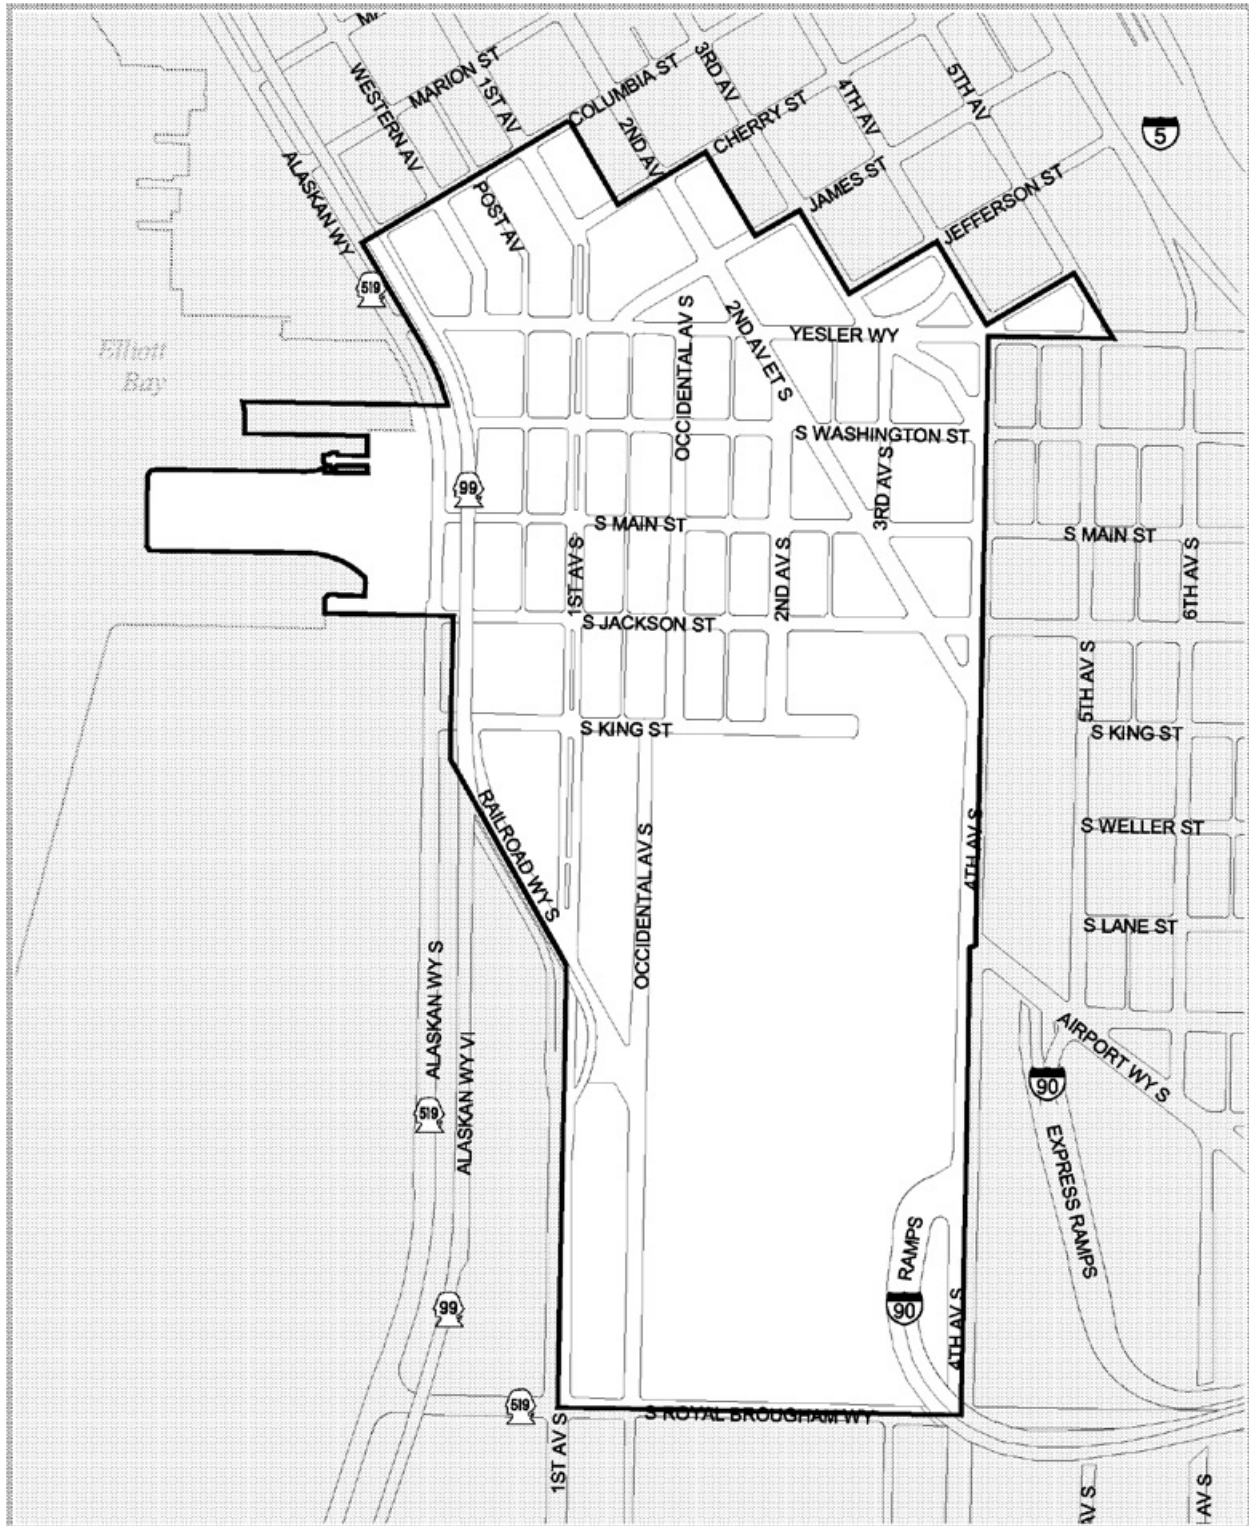 MA
MARION ST
WESTERN AV
1ST AV
COLUMBIA ST
3RD AV
2ND AV
CHERRY ST
4TH AV
5TH AV
5
ALASKAN WY
POST AV
JAMES ST
JEFFERSON ST
519
Elliott
Bay
OCCIDENTAL AV S
2ND AV ET S
YESLER WY
S WASHINGTON ST
99
3RD AV S
S MAIN ST
S MAIN ST
1ST AV S
2ND AV S
6TH AV S
S JACKSON ST
5TH AV S
S KING ST
S KING ST
RAILROAD WY S
OCCIDENTAL AV S
4TH AV S
S WELLER ST
S LANE ST
ALASKAN WY S
ALASKAN WY VI
AIRPORT WY S
90
519
EXPRESS RAMPS
RAMPS
90
99
4TH AV S
519
S ROYAL BROUGHAM WY
1ST AV S
AV S
AV S